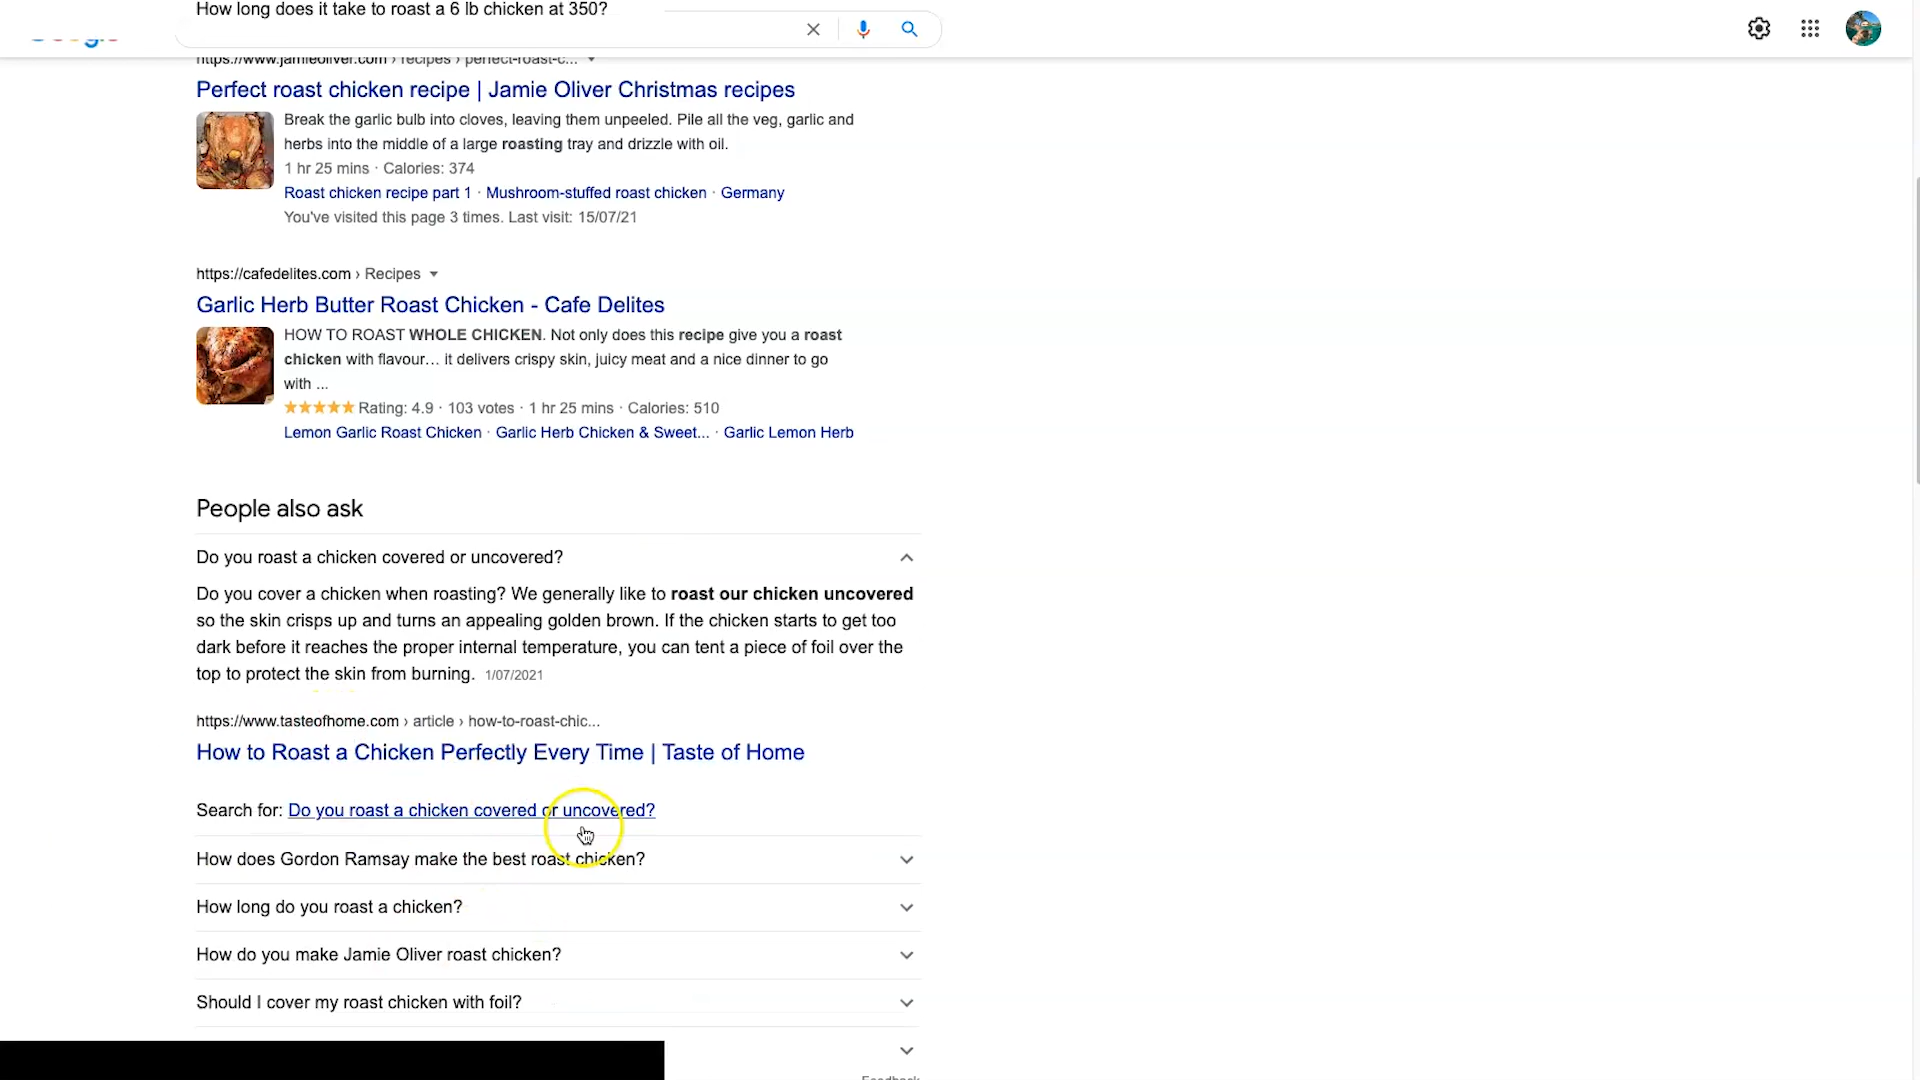 How long does it take to roast a 6 lb chicken at 350?
https://www.jamieoliver.com › recipes › perfect-roast-c...
Perfect roast chicken recipe | Jamie Oliver Christmas recipes
Break the garlic bulb into cloves, leaving them unpeeled. Pile all the veg, garlic and
herbs into the middle of a large roasting tray and drizzle with oil.
1 hr 25 mins · Calories: 374
Roast chicken recipe part 1 · Mushroom-stuffed roast chicken · Germany
You've visited this page 3 times. Last visit: 15/07/21
https://cafedelites.com › Recipes
Garlic Herb Butter Roast Chicken - Cafe Delites
HOW TO ROAST WHOLE CHICKEN. Not only does this recipe give you a roast
chicken with flavour… it delivers crispy skin, juicy meat and a nice dinner to go
with ...
Rating: 4.9 · 103 votes · 1 hr 25 mins · Calories: 510
Lemon Garlic Roast Chicken · Garlic Herb Chicken & Sweet... · Garlic Lemon Herb
People also ask
Do you roast a chicken covered or uncovered?
Do you cover a chicken when roasting? We generally like to roast our chicken uncovered
so the skin crisps up and turns an appealing golden brown. If the chicken starts to get too
dark before it reaches the proper internal temperature, you can tent a piece of foil over the
top to protect the skin from burning. 1/07/2021
https://www.tasteofhome.com › article › how-to-roast-chic...
How to Roast a Chicken Perfectly Every Time | Taste of Home
Search for: Do you roast a chicken covered or uncovered?
How does Gordon Ramsay make the best roast chicken?
How long do you roast a chicken?
How do you make Jamie Oliver roast chicken?
Should I cover my roast chicken with foil?
Feedback